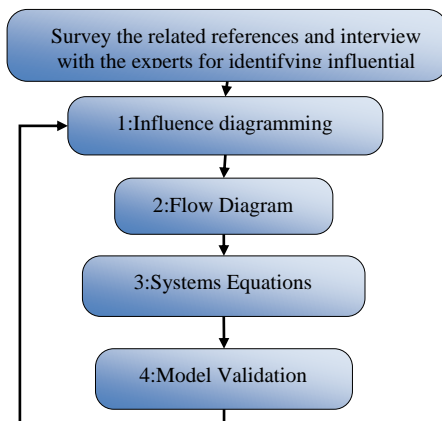 Survey the related references and interview
with the experts for identifying influential
1:Influence diagramming
2:Flow Diagram
3:Systems Equations
4:Model Validation